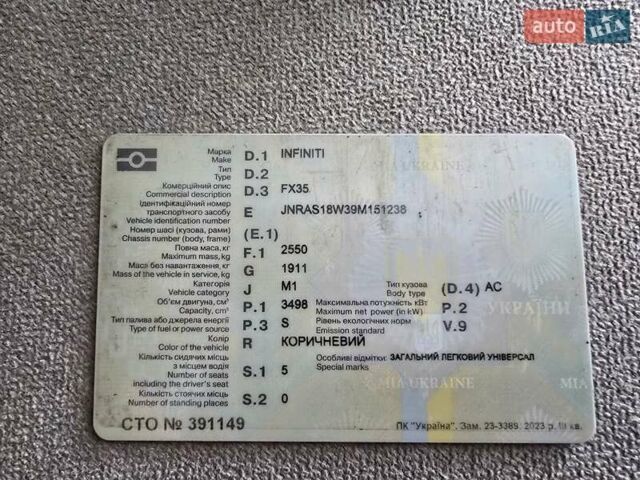 auto RIA
Марка D.1 INFINITI
Make
Тип D.2
Type
Комерційний опис D.3 FX35
Commercial description
Ідентифікаційний номер
транспортного засобу E JNRAS18W39M151238
Vehicle identification number
Номер шасі (кузова, рами) (E.1)
Chassis number (body, frame)
Повна маса, кг F.1 2550
Maximum mass, kg
Маса без навантаження, кг G 1911
Mass of the vehicle in service, kg
Категорія J M1 Тип кузова (D.4) AC
Vehicle category Body type
Об'єм двигуна, см³ P.1 3498 Максимальна потужність кВт P.2
Capacity, cm³ Maximum net power (in kW)
Тип палива або джерела енергії P.3 S Рівень екологічних норм V.9
Type of fuel or power source Emission standard
Колір R КОРИЧНЕВИЙ Особливі відмітки: ЗАГАЛЬНИЙ ЛЕГКОВИЙ УНІВЕРСАЛ
Color of the vehicle Special marks
Кількість сидячих місць
з місцем водія S.1 5
Number of seats
including the driver's seat
Кількість стоячих місць S.2 0
Number of standing places
СТО № 391149
ПК "Україна". Зам. 23-3389. 2023 р. III кв.
MIA UKRAINE
УКРАЇНИ
MIA UKRAINE